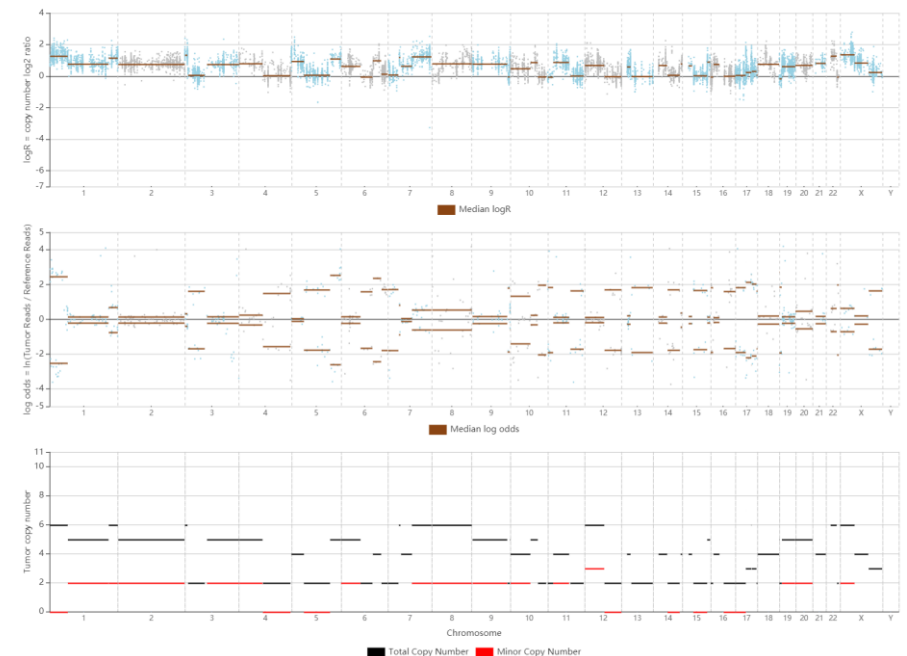 4
2
0
-2
-4
-6
-7
logR = copy number log2 ratio
1 2 3 4 5 6 7 8 9 10 11 12 13 14 15 16 17 18 19 20 21 22 X Y
Median logR
5
4
2
0
-2
-4
-5
log odds = ln(Tumor Reads / Reference Reads)
1 2 3 4 5 6 7 8 9 10 11 12 13 14 15 16 17 18 19 20 21 22 X Y
Median log odds
11
10
8
6
4
2
0
Tumor copy number
1 2 3 4 5 6 7 8 9 10 11 12 13 14 15 16 17 18 19 20 21 22 X Y
Chromosome
Total Copy Number Minor Copy Number